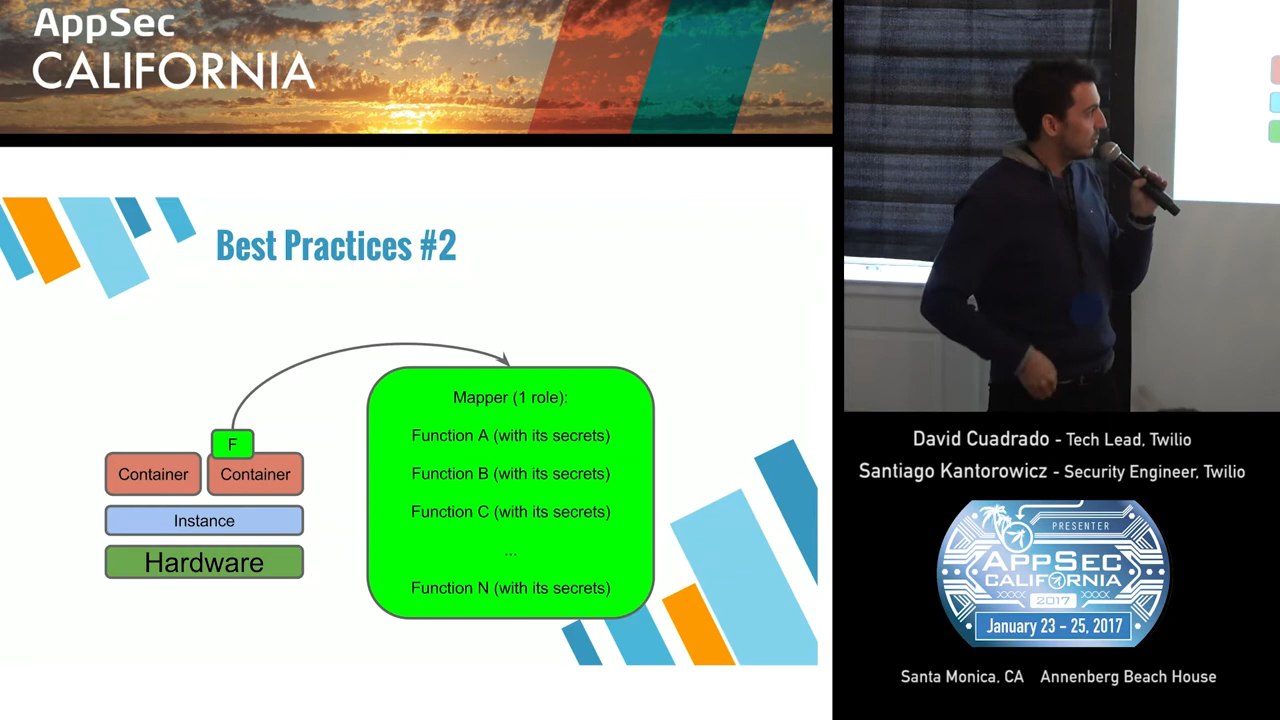 AppSec
CALIFORNIA
Best Practices #2
F
Container
Container
Instance
Hardware
Mapper (1 role):
Function A (with its secrets)
Function B (with its secrets)
Function C (with its secrets)
...
Function N (with its secrets)
David Cuadrado - Tech Lead, Twilio
Santiago Kantorowicz - Security Engineer, Twilio
PRESENTER
APPSEC
CALIFORNIA
2017
January 23 - 25, 2017
Santa Monica, CA Annenberg Beach House